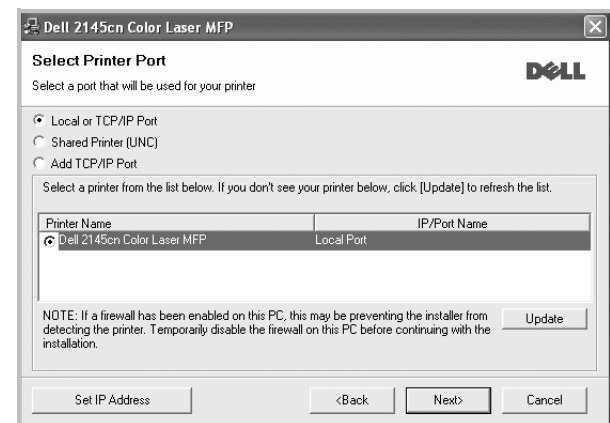 Dell 2145cn Color Laser MFP
Select Printer Port
Select a port that will be used for your printer
DELL
Local or TCP/IP Port
Shared Printer (UNC)
Add TCP/IP Port
Select a printer from the list below. If you don't see your printer below, click [Update] to refresh the list.
Printer Name IP/Port Name
Dell 2145cn Color Laser MFP Local Port
NOTE: If a firewall has been enabled on this PC, this may be preventing the installer from
detecting the printer. Temporarily disable the firewall on this PC before continuing with the
installation.
Update
Set IP Address <Back Next> Cancel